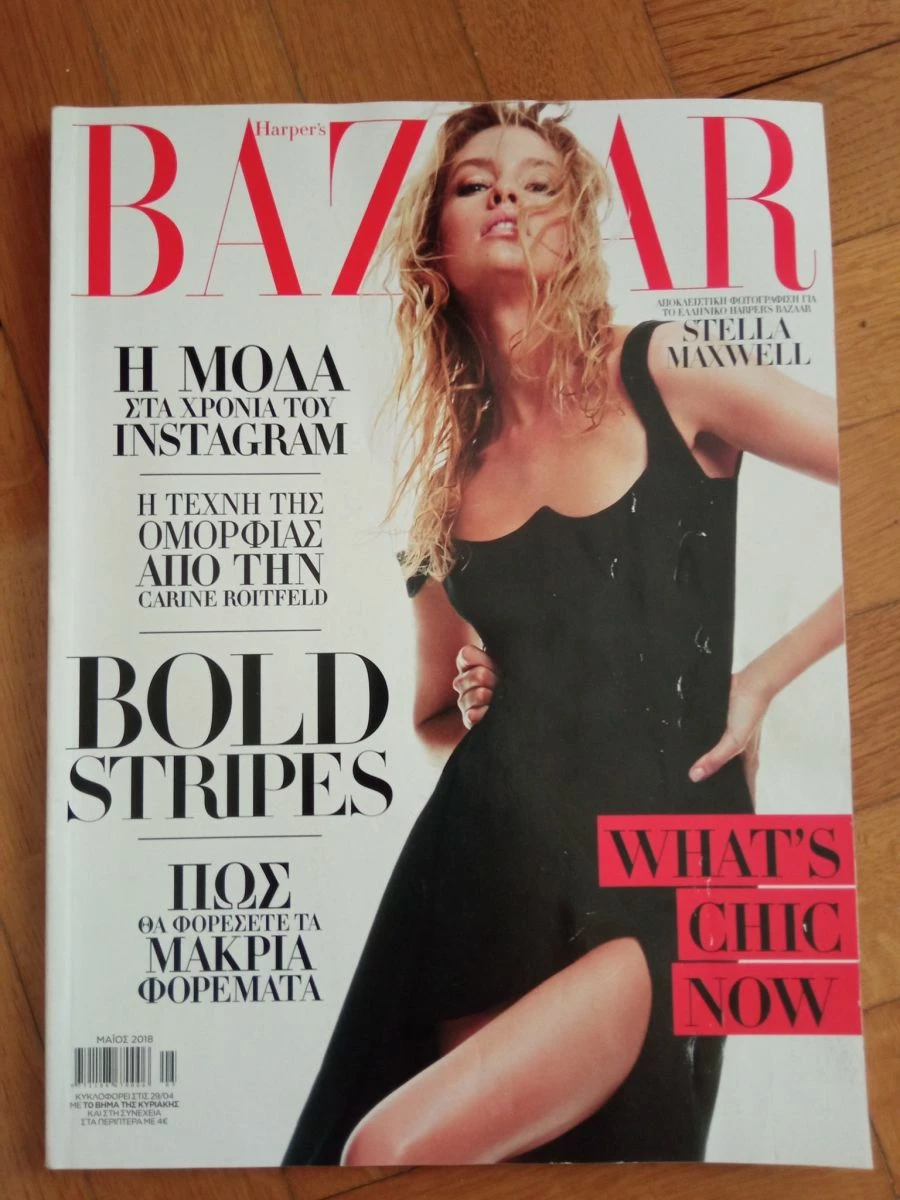 Harper's
BAZAAR
ΑΠΟΚΛΕΙΣΤΙΚΗ ΦΩΤΟΓΡΑΦΙΣΗ ΓΙΑ
ΤΟ ΕΛΛΗΝΙΚΟ HARPER'S BAZAAR
STELLA
MAXWELL
Η ΜΟΔΑ
ΣΤΑ ΧΡΟΝΙΑ ΤΟΥ
INSTAGRAM
Η ΤΕΧΝΗ ΤΗΣ
ΟΜΟΡΦΙΑΣ
ΑΠΟ ΤΗΝ
CARINE ROITFELD
BOLD
STRIPES
ΠΩΣ
ΘΑ ΦΟΡΕΣΕΤΕ ΤΑ
ΜΑΚΡΙΑ
ΦΟΡΕΜΑΤΑ
WHAT'S
CHIC
NOW
ΜΑΪΟΣ 2018
ΚΥΚΛΟΦΟΡΕΙ ΣΤΙΣ 29/04
ΜΕ ΤΟ ΒΗΜΑ ΤΗΣ ΚΥΡΙΑΚΗΣ
ΚΑΙ ΣΤΗ ΣΥΝΕΧΕΙΑ
ΣΤΑ ΠΕΡΙΠΤΕΡΑ ΜΕ 4€